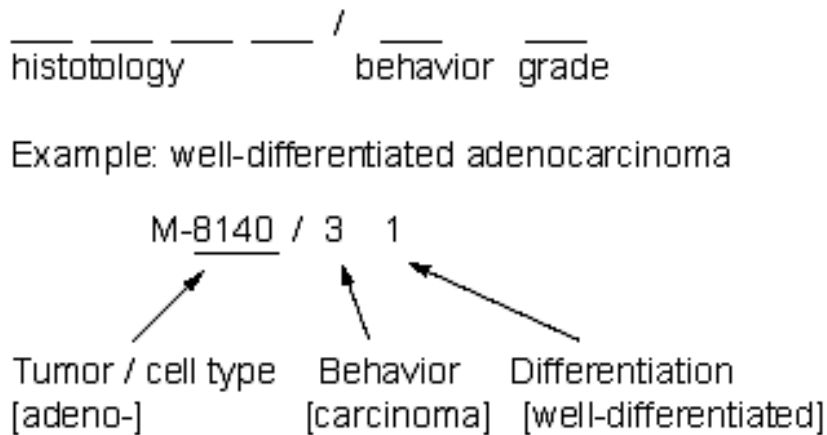 ___ ___ ___ ___ / ___ ___
histotology behavior grade
Example: well-differentiated adenocarcinoma
M-8140 / 3 1
Tumor / cell type Behavior Differentiation
[adeno-] [carcinoma] [well-differentiated]